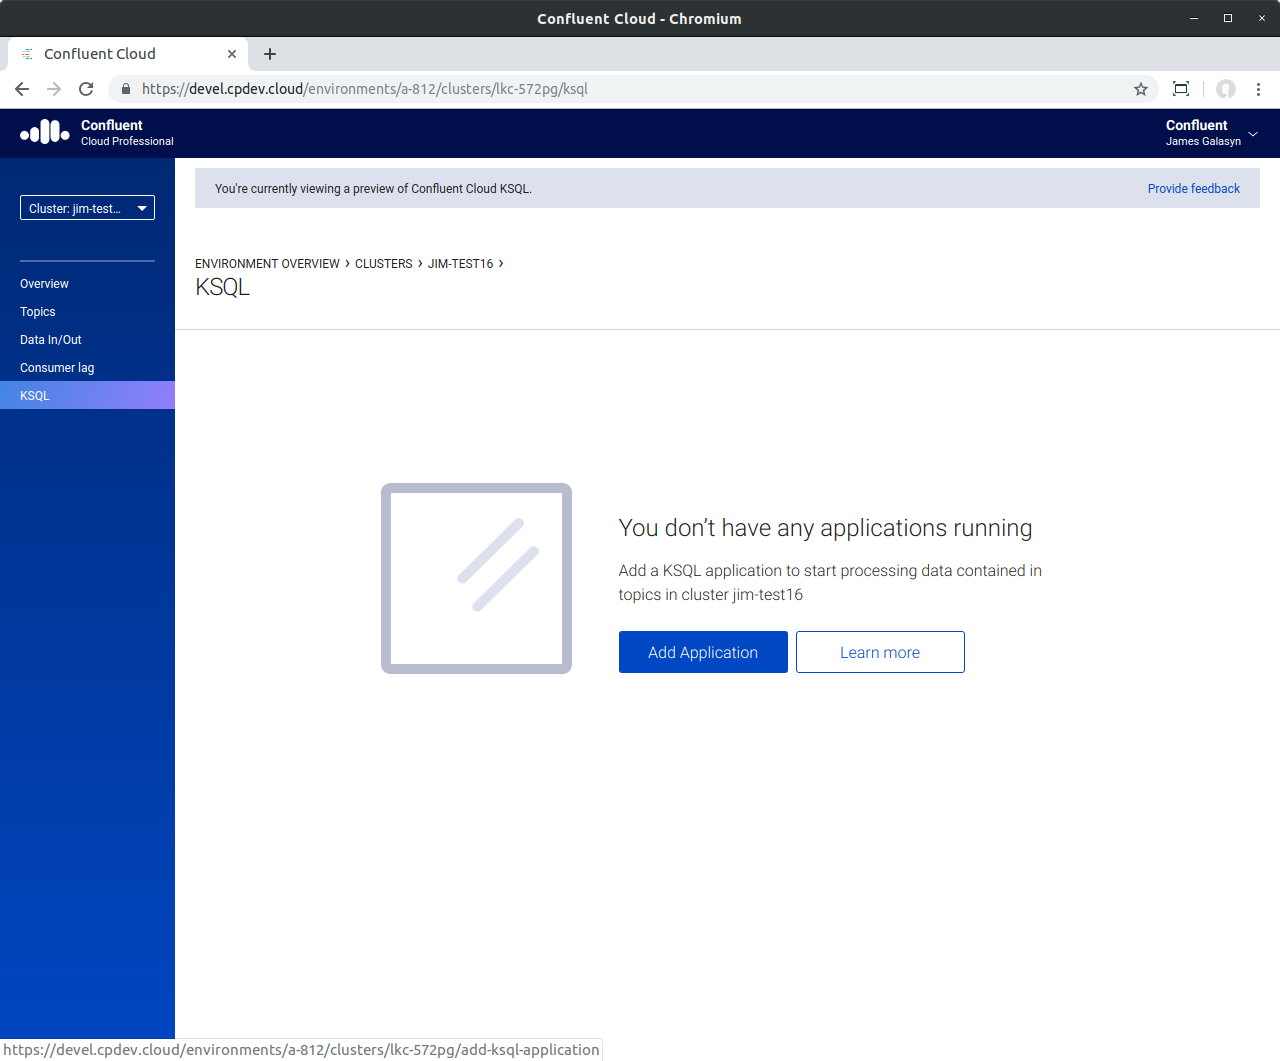 Confluent Cloud - Chromium
Confluent Cloud
https://devel.cpdev.cloud/environments/a-812/clusters/lkc-572pg/ksql
Confluent
Cloud Professional
Confluent
James Galasyn
Cluster: jim-test...
Overview
Topics
Data In/Out
Consumer lag
KSQL
You're currently viewing a preview of Confluent Cloud KSQL.
Provide feedback
ENVIRONMENT OVERVIEW › CLUSTERS › JIM-TEST16 ›
KSQL
You don’t have any applications running
Add a KSQL application to start processing data contained in
topics in cluster jim-test16
Add Application
Learn more
https://devel.cpdev.cloud/environments/a-812/clusters/lkc-572pg/add-ksql-application